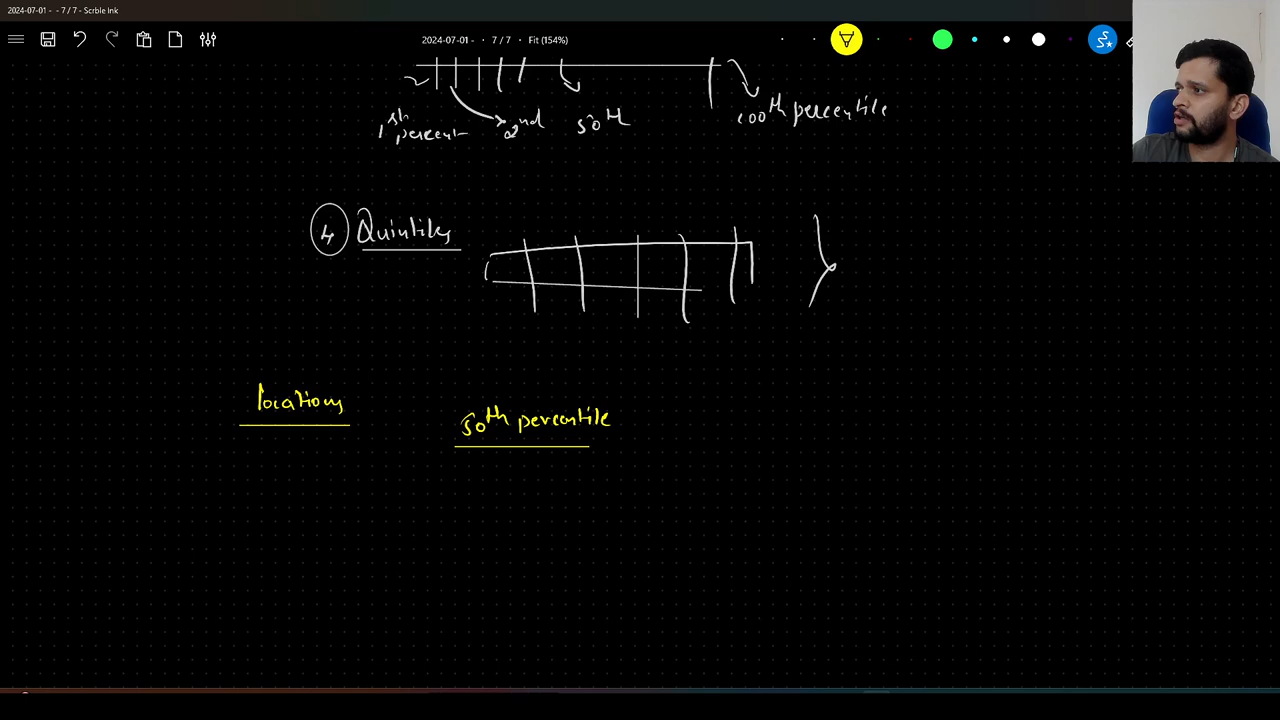 2024-07-01 - - 7 / 7 - Scrble Ink
2024-07-01 - • 7 / 7 • Fit (154%)
1st percent
2nd
50th
100th percentile
4 Quintiles
locations
50th percentile